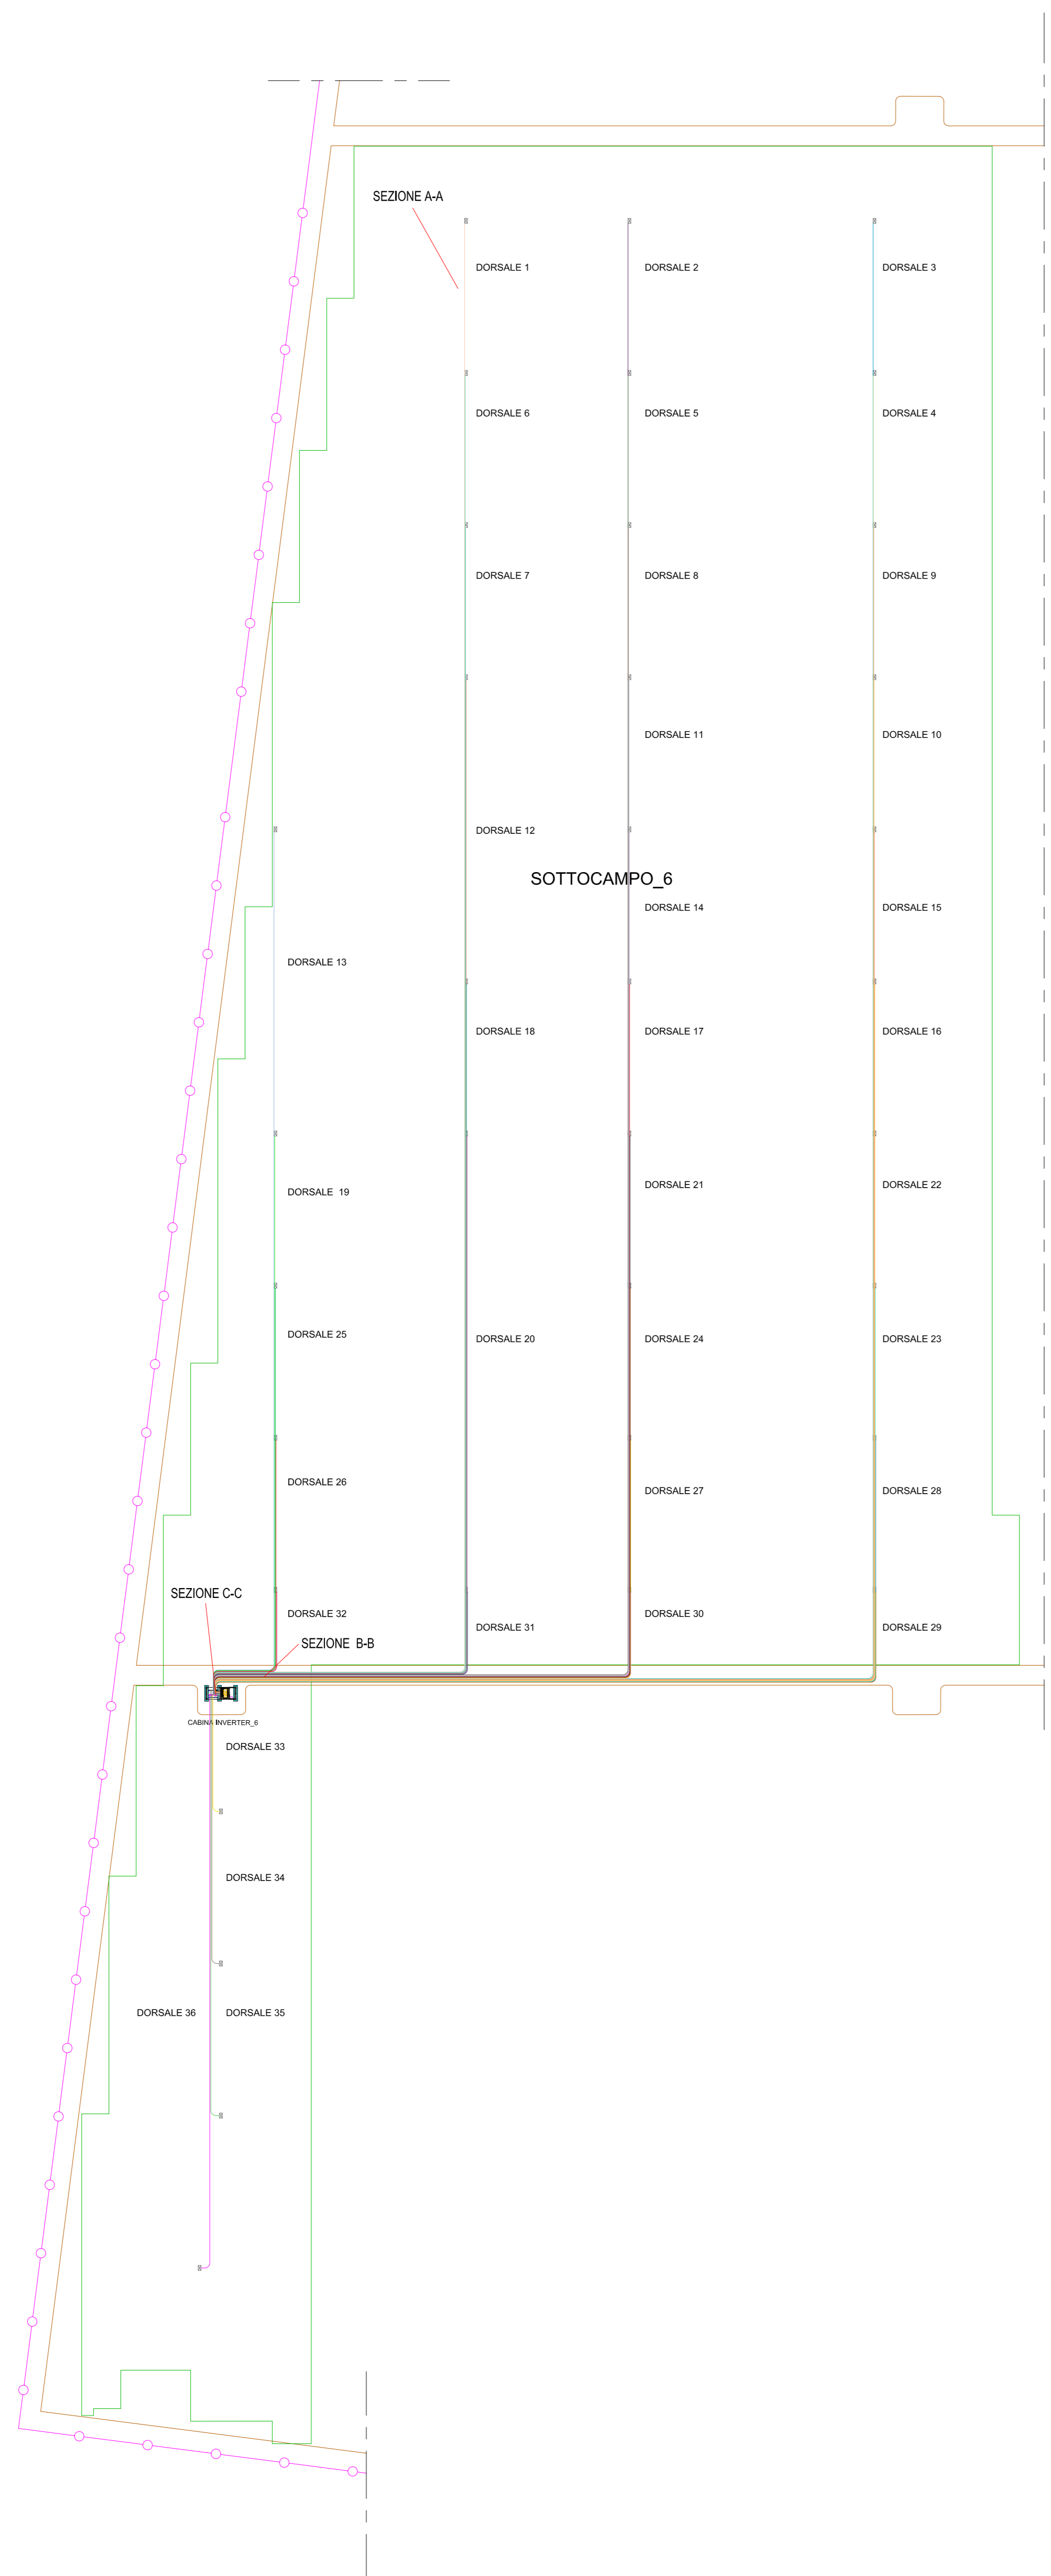 SEZIONE A-A
DORSALE 1
DORSALE 2
DORSALE 3
DORSALE 6
DORSALE 5
DORSALE 4
DORSALE 7
DORSALE 8
DORSALE 9
DORSALE 11
DORSALE 10
DORSALE 12
SOTTOCAMPO_6
DORSALE 14
DORSALE 15
DORSALE 13
DORSALE 18
DORSALE 17
DORSALE 16
DORSALE 21
DORSALE 22
DORSALE 19
DORSALE 25
DORSALE 20
DORSALE 24
DORSALE 23
DORSALE 26
DORSALE 27
DORSALE 28
SEZIONE C-C
DORSALE 32
DORSALE 30
DORSALE 31
DORSALE 29
SEZIONE B-B
CABINA INVERTER_6
DORSALE 33
DORSALE 34
DORSALE 36
DORSALE 35